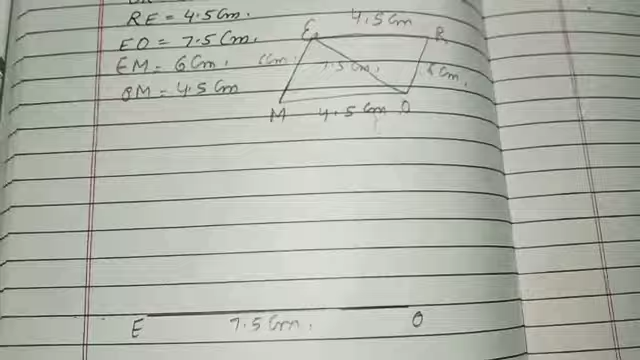 RE = 4.5 Cm.
EO = 7.5 Cm.
EM = 6 Cm.
OM = 4.5 Cm
4.5 Cm
E R
6 Cm.
7.5 Cm.
6 Cm,
M 4.5 Cm O
E 7.5 Cm. O